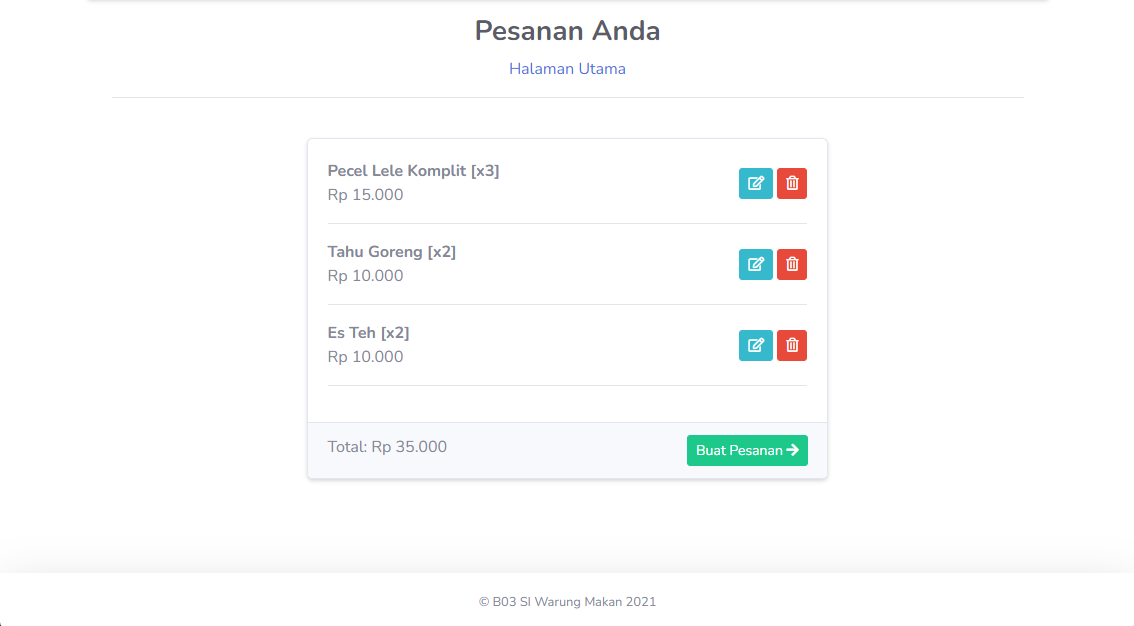 Pesanan Anda
Halaman Utama
Pecel Lele Komplit [x3]
Rp 15.000
Tahu Goreng [x2]
Rp 10.000
Es Teh [x2]
Rp 10.000
Total: Rp 35.000
Buat Pesanan
© B03 SI Warung Makan 2021